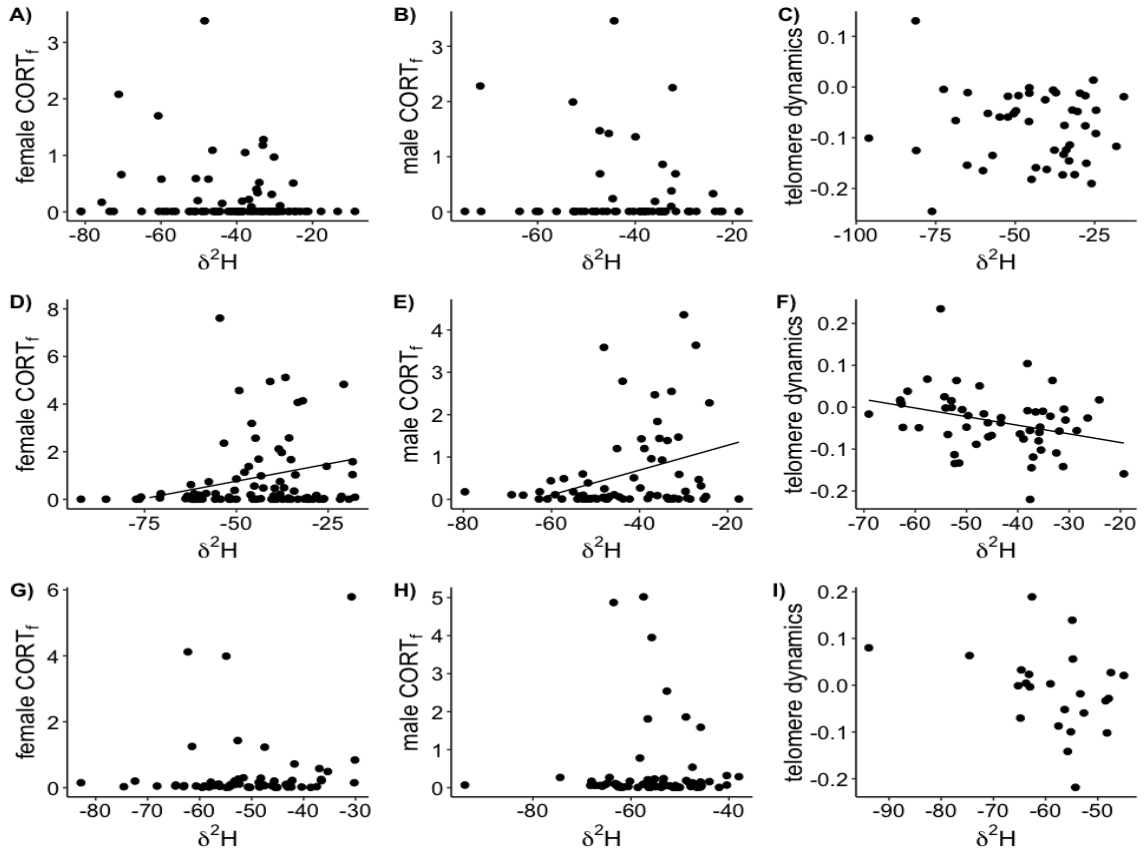 A)
female CORTf
3
2
1
0
-80
-60
-40
-20
δ²H
B)
male CORTf
3
2
1
0
-60
-40
-20
δ²H
C)
telomere dynamics
0.1
0.0
-0.1
-0.2
-100
-75
-50
-25
δ²H
D)
female CORTf
8
6
4
2
0
-75
-50
-25
δ²H
E)
male CORTf
4
3
2
1
0
-80
-60
-40
-20
δ²H
F)
telomere dynamics
0.2
0.1
0.0
-0.1
-0.2
-70
-60
-50
-40
-30
-20
δ²H
G)
female CORTf
6
4
2
0
-80
-70
-60
-50
-40
-30
δ²H
H)
male CORTf
5
4
3
2
1
0
-80
-60
-40
δ²H
I)
telomere dynamics
0.2
0.1
0.0
-0.1
-0.2
-90
-80
-70
-60
-50
δ²H